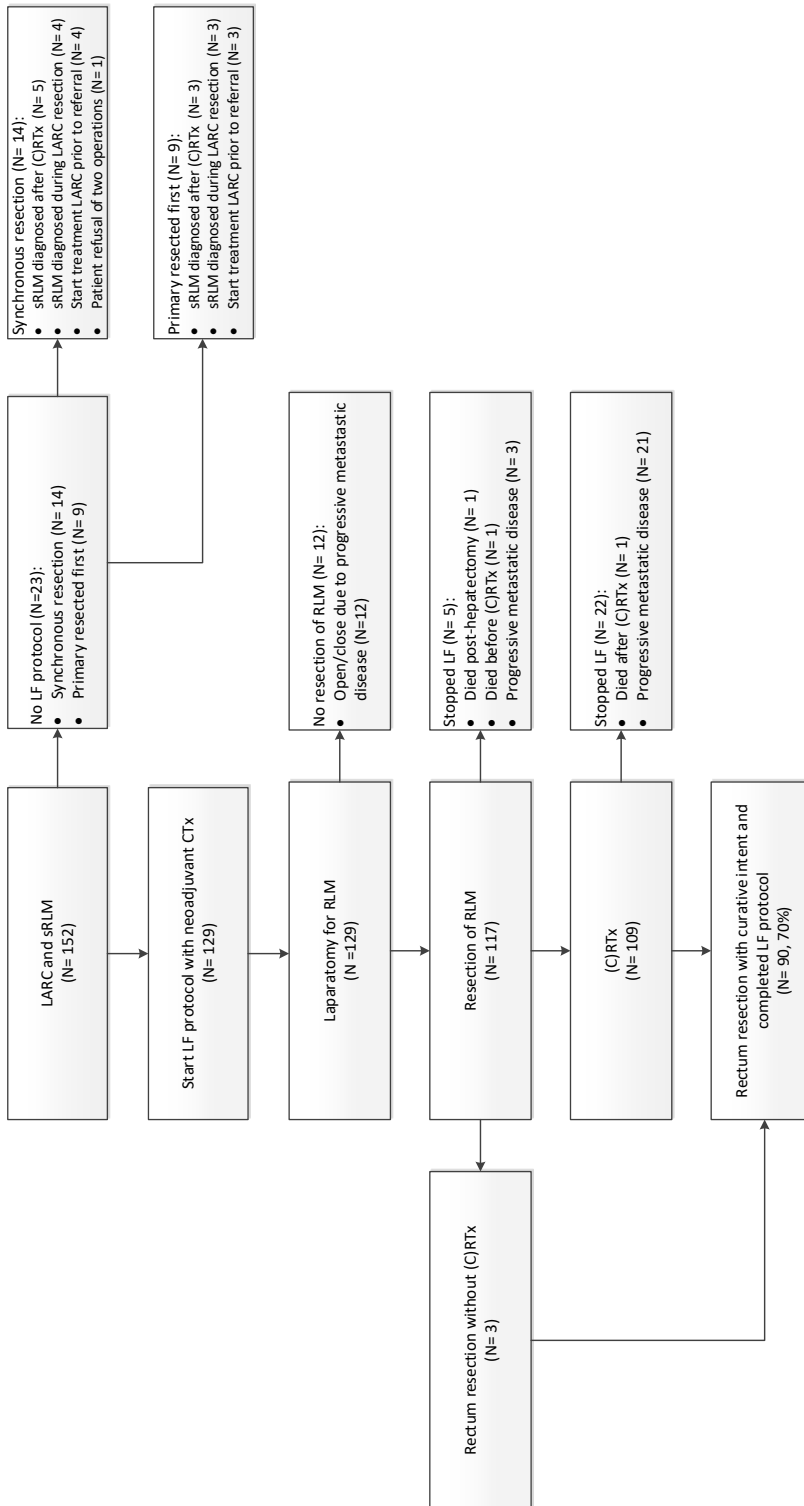 LARC and sRLM
(N= 152)
No LF protocol (N=23):
● Synchronous resection (N= 14)
● Primary resected first (N= 9)
Synchronous resection (N= 14):
● sRLM diagnosed after (C)RTx (N= 5)
● sRLM diagnosed during LARC resection (N= 4)
● Start treatment LARC prior to referral (N= 4)
● Patient refusal of two operations (N= 1)
Primary resected first (N= 9):
● sRLM diagnosed after (C)RTx (N= 3)
● sRLM diagnosed during LARC resection (N= 3)
● Start treatment LARC prior to referral (N= 3)
Start LF protocol with neoadjuvant CTx
(N= 129)
Laparatomy for RLM
(N =129)
No resection of RLM (N= 12):
● Open/close due to progressive metastastic
disease (N=12)
Resection of RLM
(N= 117)
Stopped LF (N= 5):
● Died post-hepatectomy (N= 1)
● Died before (C)RTx (N= 1)
● Progressive metastatic disease (N= 3)
Rectum resection without (C)RTx
(N= 3)
(C)RTx
(N= 109)
Stopped LF (N= 22):
● Died after (C)RTx (N= 1)
● Progressive metastatic disease (N= 21)
Rectum resection with curative intent and
completed LF protocol
(N= 90, 70%)